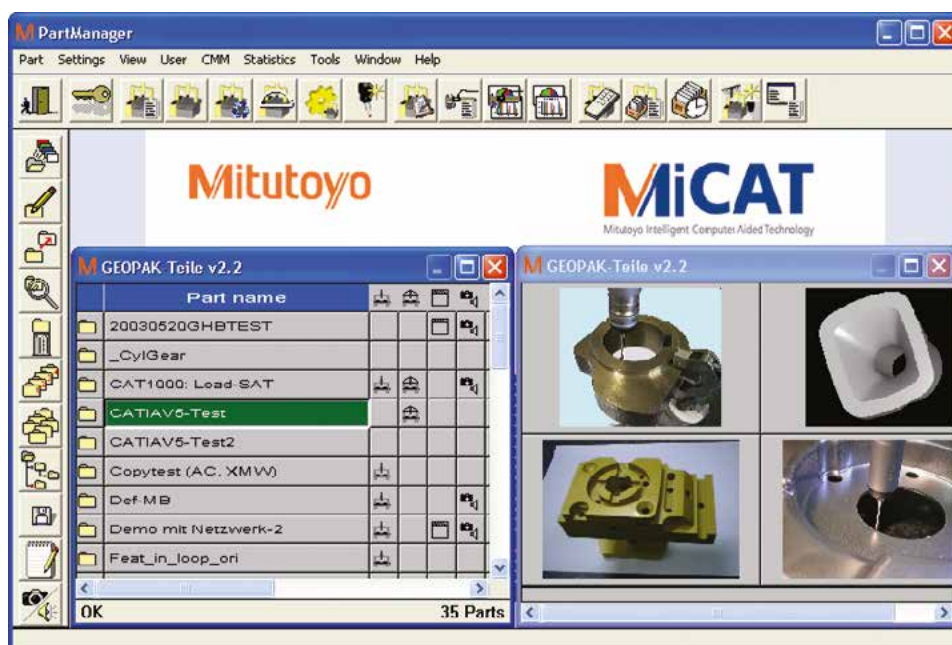 PartManager
Part Settings View User CMM Statistics Tools Window Help
Mitutoyo
MiCAT
Mitutoyo Intelligent Computer Aided Technology
GEOPAK-Teile v2.2
Part name
20030520GHBTEST
_CylGear
CAT1000: Load-SAT
CATIAV5-Test
CATIAV5-Test2
Copytest (AC, XMW)
Def-MB
Demo mit Netzwerk-2
Feat_in_loop_ori
OK 35 Parts
GEOPAK-Teile v2.2